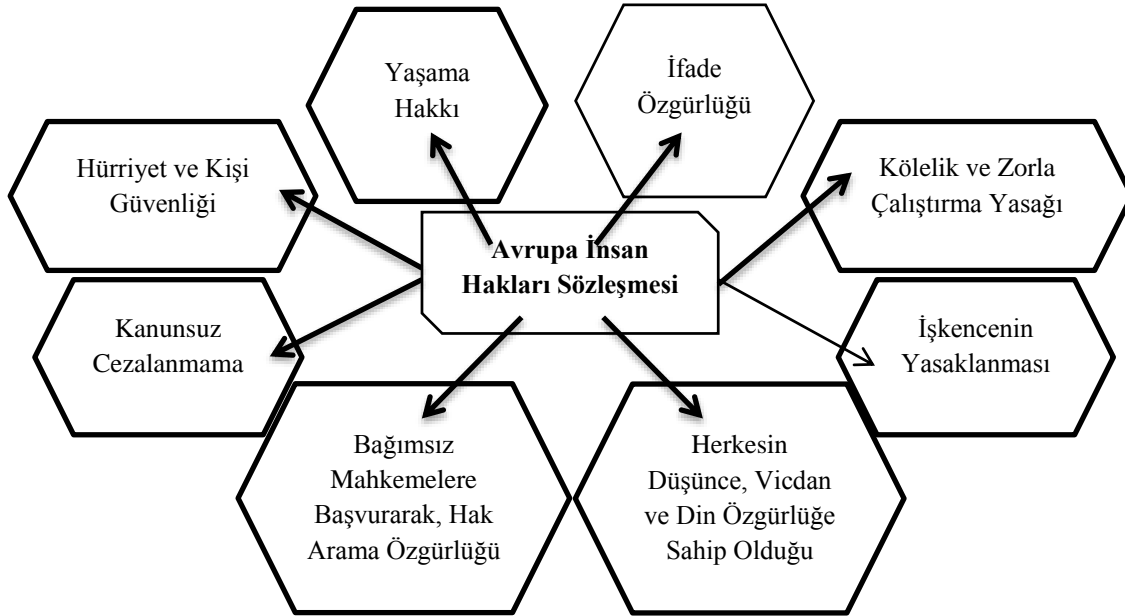 Yaşama
Hakkı
İfade
Özgürlüğü
Hürriyet ve Kişi
Güvenliği
Kölelik ve Zorla
Çalıştırma Yasağı
Avrupa İnsan
Hakları Sözleşmesi
Kanunsuz
Cezalanmama
İşkencenin
Yasaklanması
Bağımsız
Mahkemelere
Başvurarak, Hak
Arama Özgürlüğü
Herkesin
Düşünce, Vicdan
ve Din Özgürlüğe
Sahip Olduğu